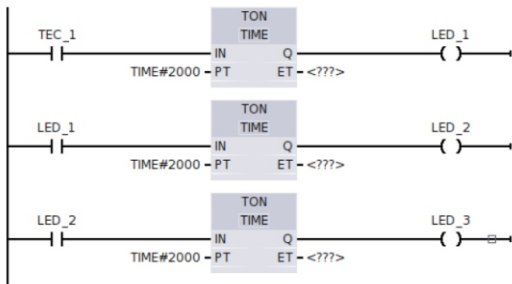 TON
TEC_1 TIME LED_1
IN Q
TIME#2000 PT ET <???>
TON
LED_1 TIME LED_2
IN Q
TIME#2000 PT ET <???>
TON
LED_2 TIME LED_3
IN Q
TIME#2000 PT ET <???>